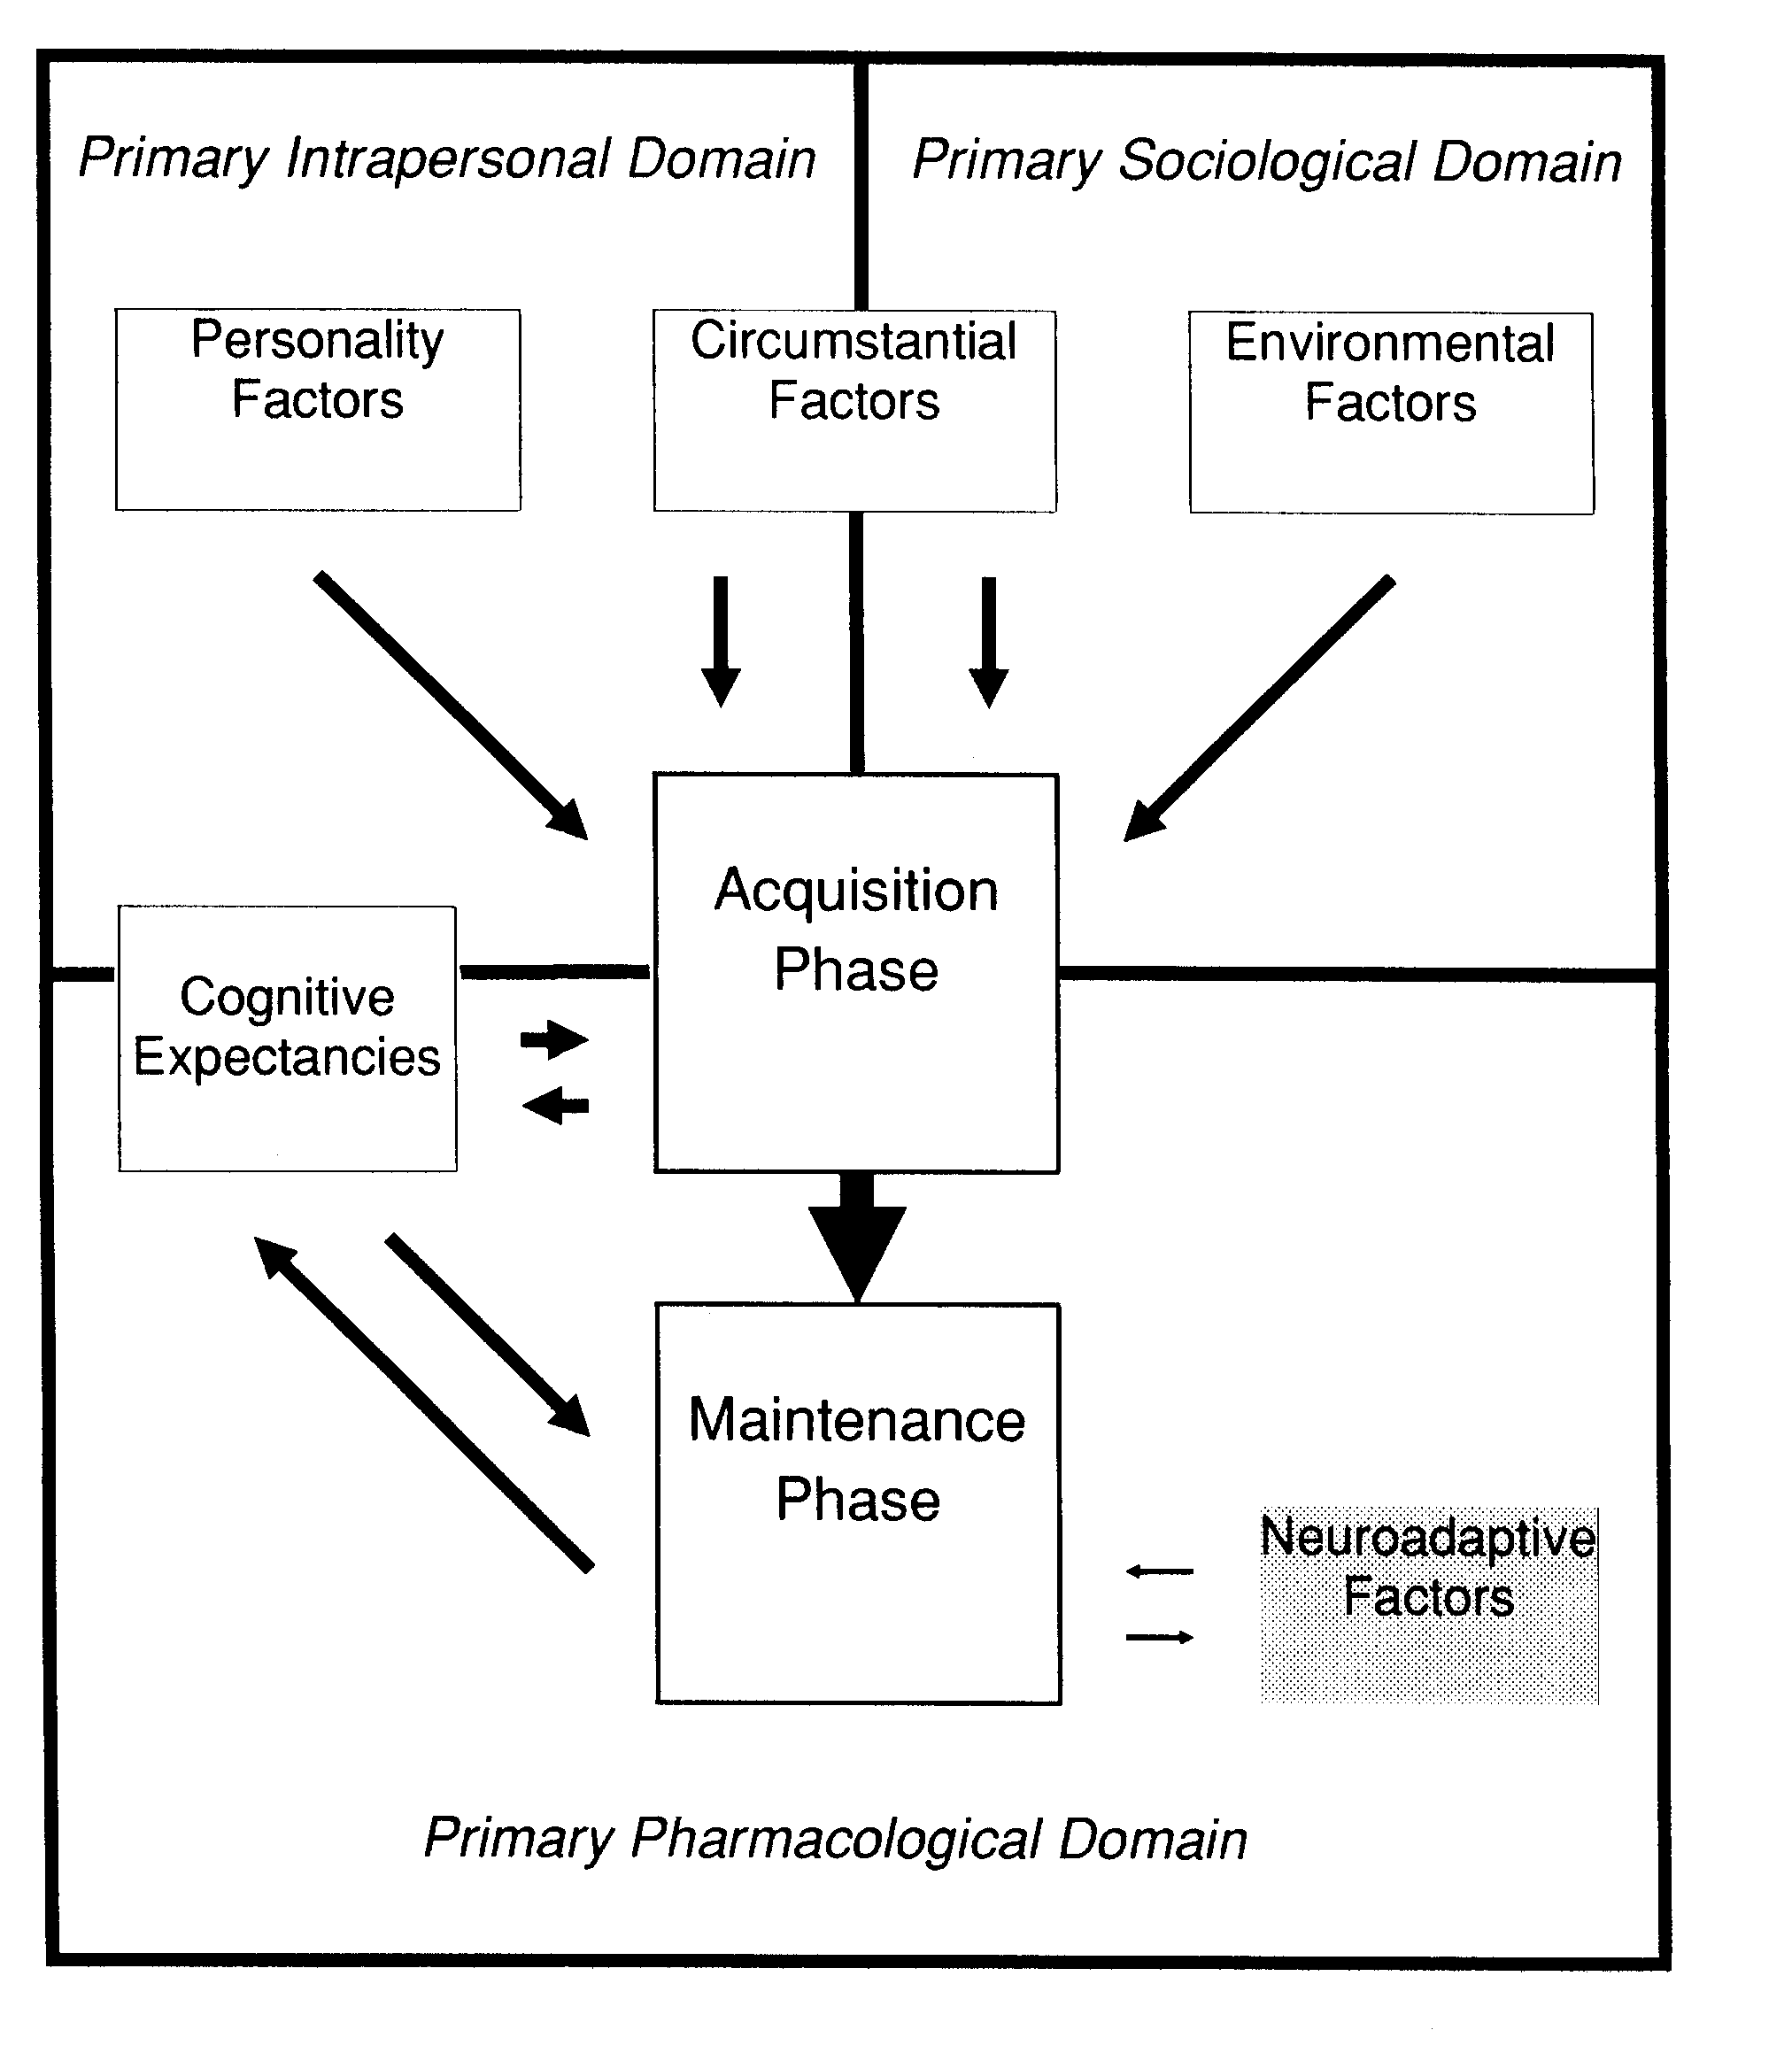 Primary Intrapersonal Domain
Primary Sociological Domain
Personality
Factors
Circumstantial
Factors
Environmental
Factors
Acquisition
Phase
Cognitive
Expectancies
Maintenance
Phase
Neuroadaptive
Factors
Primary Pharmacological Domain